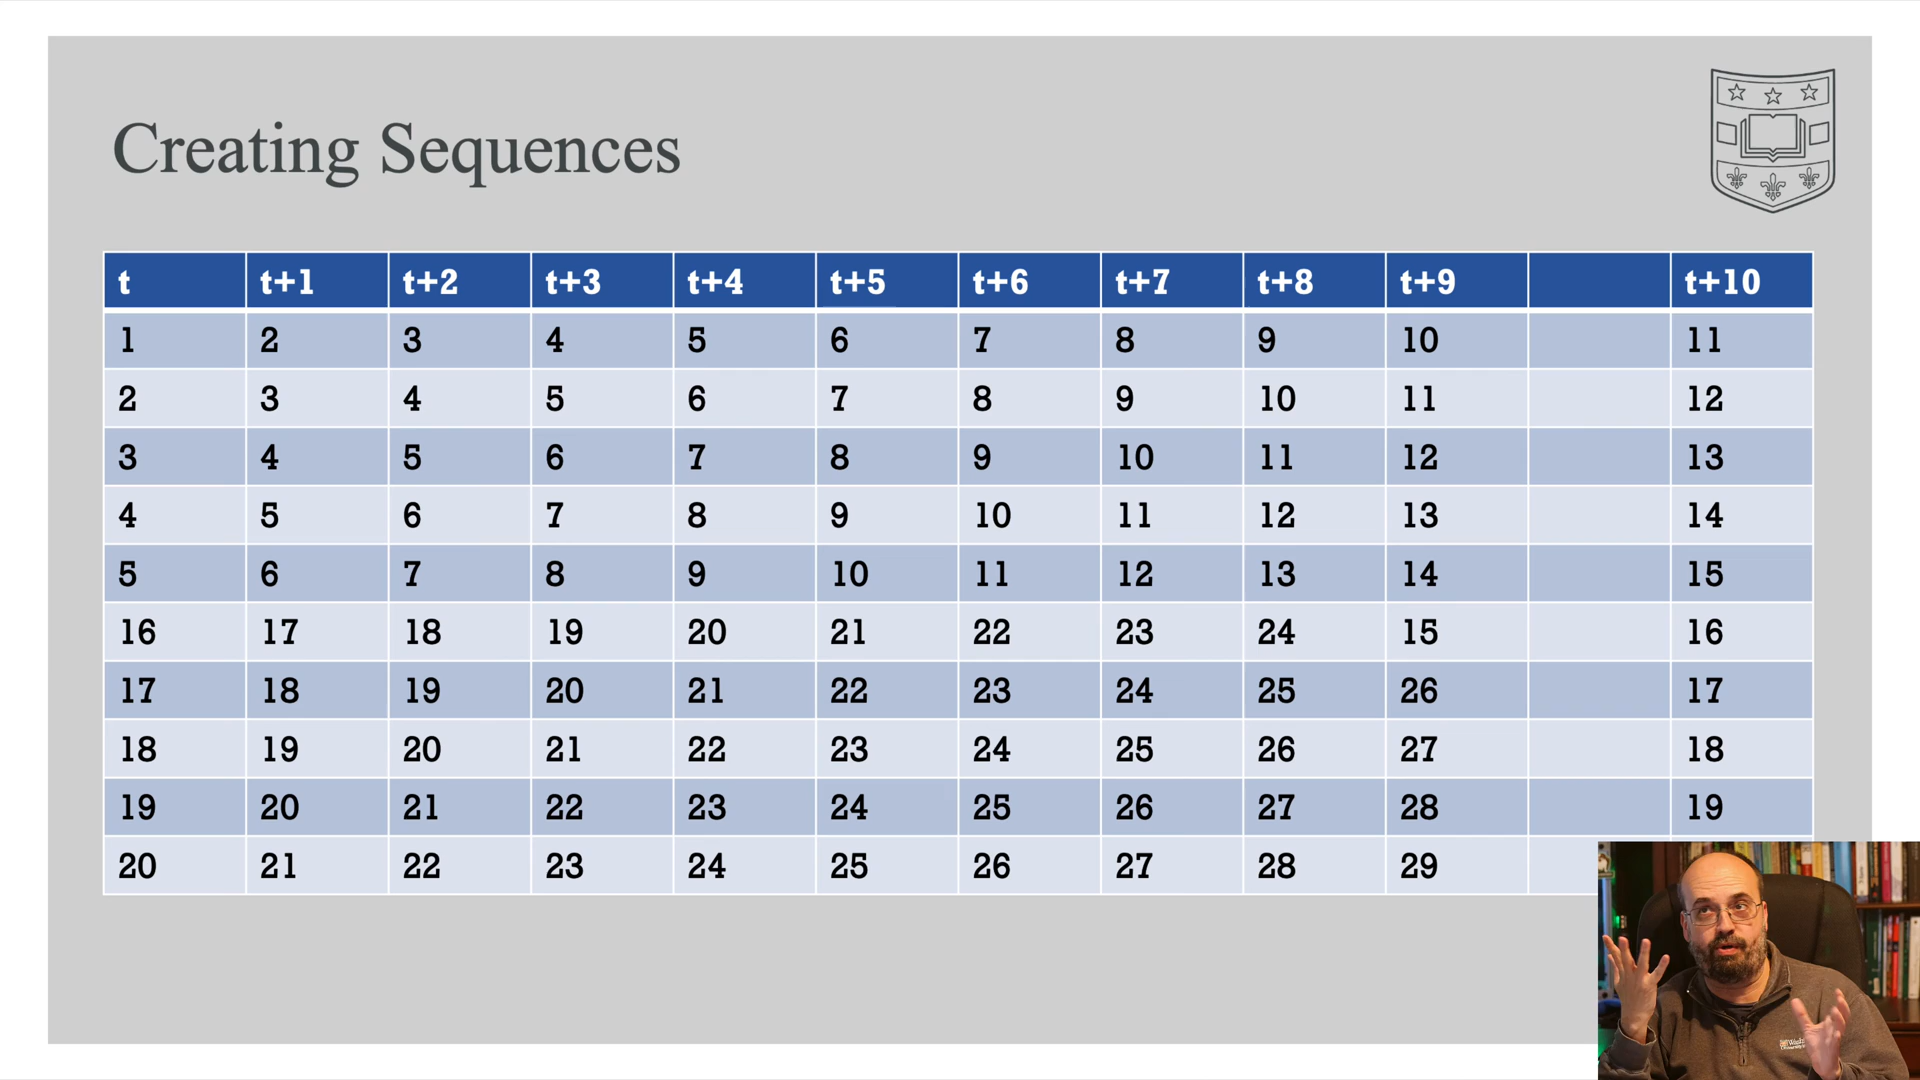 Creating Sequences
t t+1 t+2 t+3 t+4 t+5 t+6 t+7 t+8 t+9 t+10
1 2 3 4 5 6 7 8 9 10 11
2 3 4 5 6 7 8 9 10 11 12
3 4 5 6 7 8 9 10 11 12 13
4 5 6 7 8 9 10 11 12 13 14
5 6 7 8 9 10 11 12 13 14 15
16 17 18 19 20 21 22 23 24 15 16
17 18 19 20 21 22 23 24 25 26 17
18 19 20 21 22 23 24 25 26 27 18
19 20 21 22 23 24 25 26 27 28 19
20 21 22 23 24 25 26 27 28 29